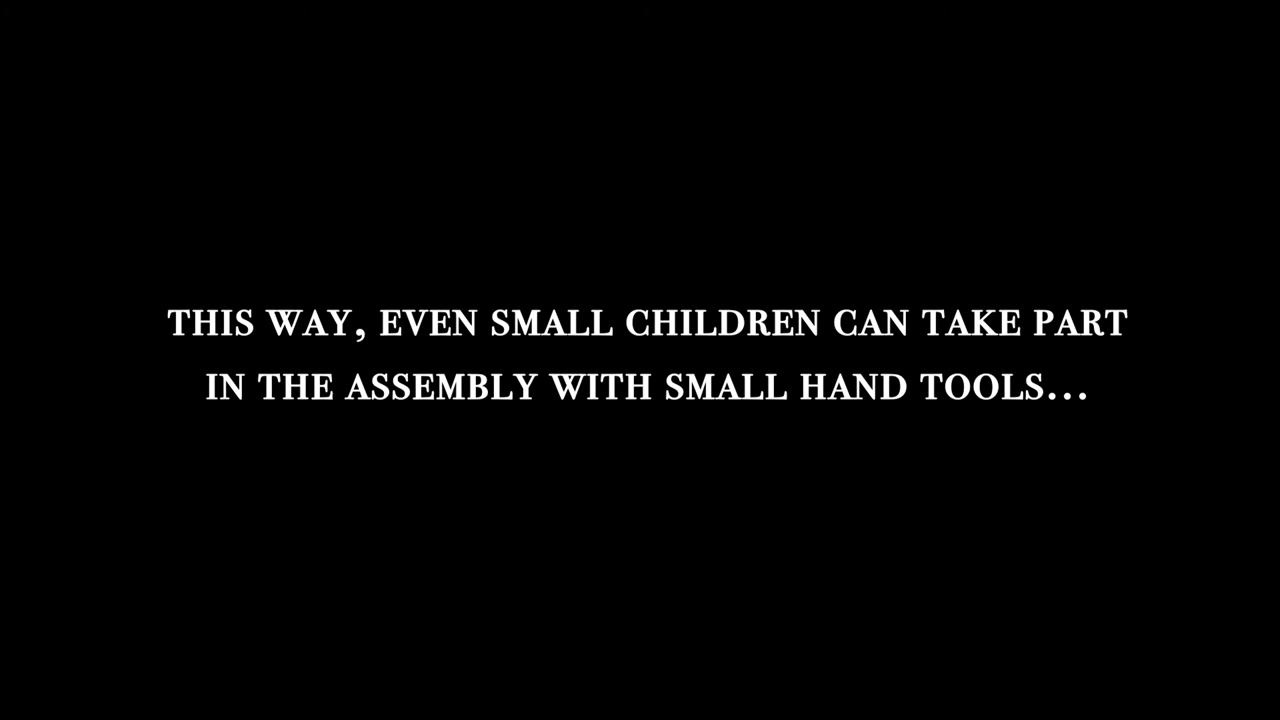 THIS WAY, EVEN SMALL CHILDREN CAN TAKE PART
IN THE ASSEMBLY WITH SMALL HAND TOOLS...